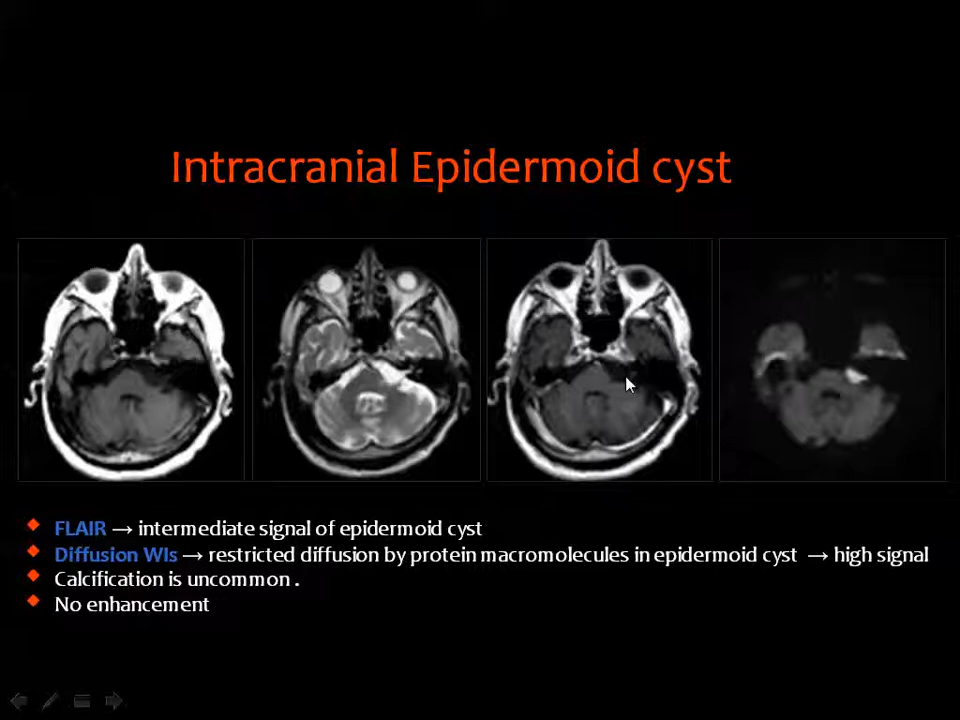 Intracranial Epidermoid cyst
FLAIR → intermediate signal of epidermoid cyst
Diffusion WIs → restricted diffusion by protein macromolecules in epidermoid cyst → high signal
Calcification is uncommon .
No enhancement